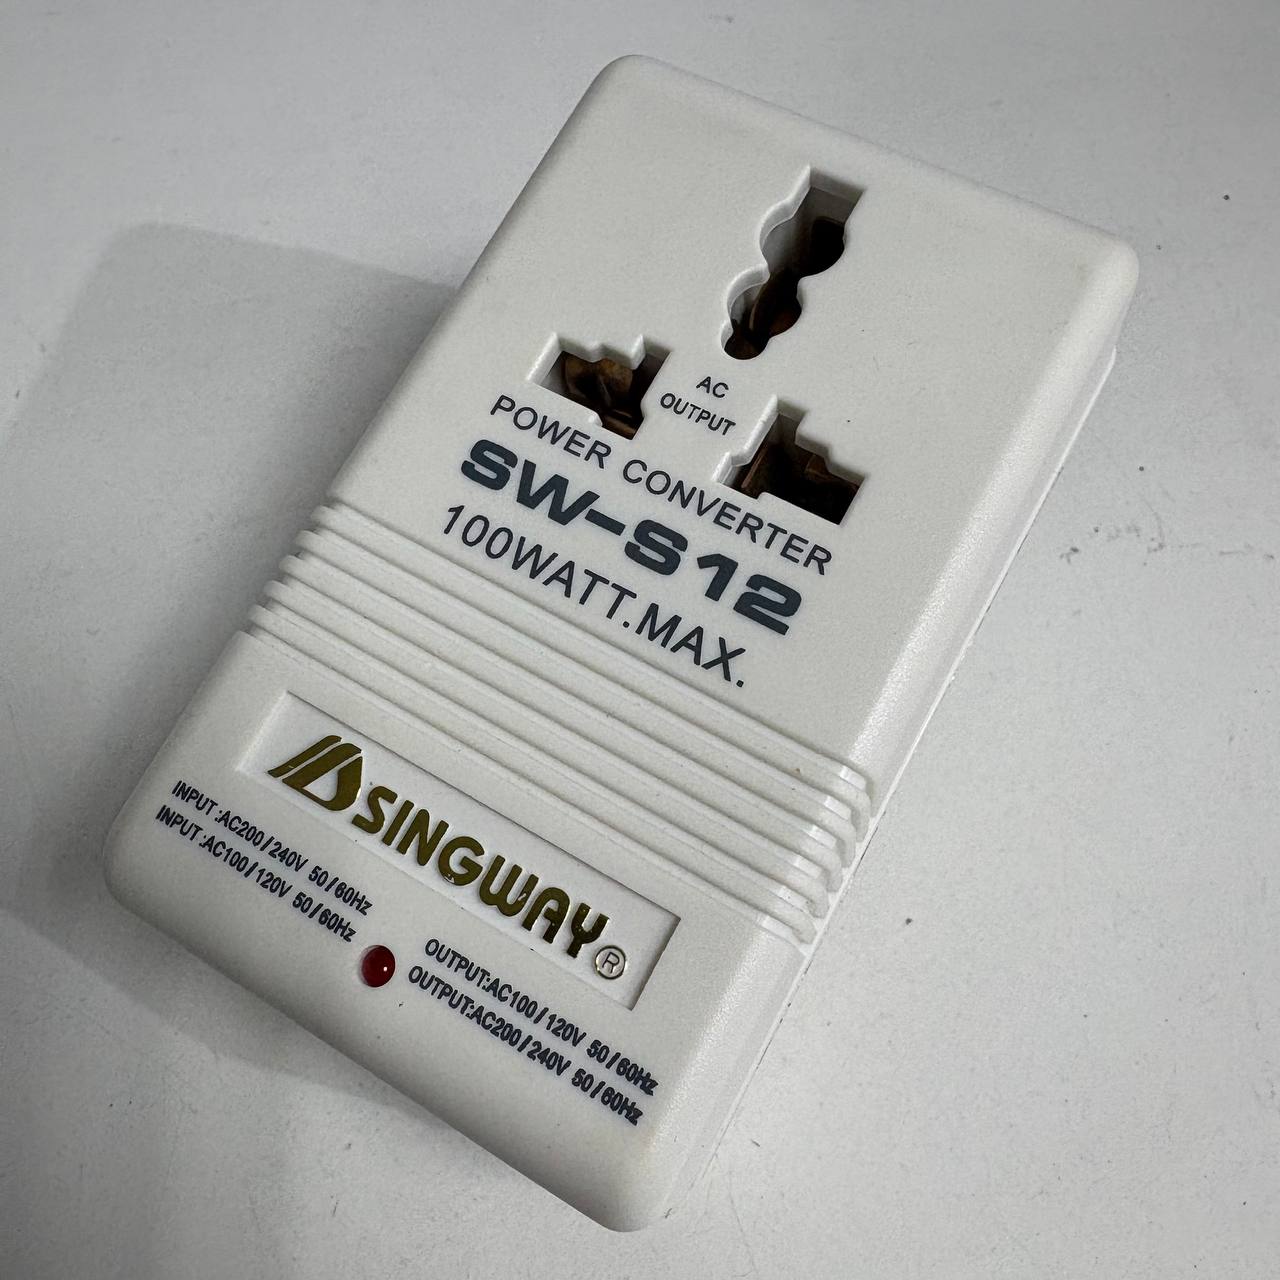 AC
OUTPUT
POWER CONVERTER
SW-S12
100WATT.MAX.
SINGWAY®
INPUT:AC200/240V 50/60Hz
INPUT:AC100/120V 50/60Hz
OUTPUT:AC100/120V 50/60Hz
OUTPUT:AC200/240V 50/60Hz